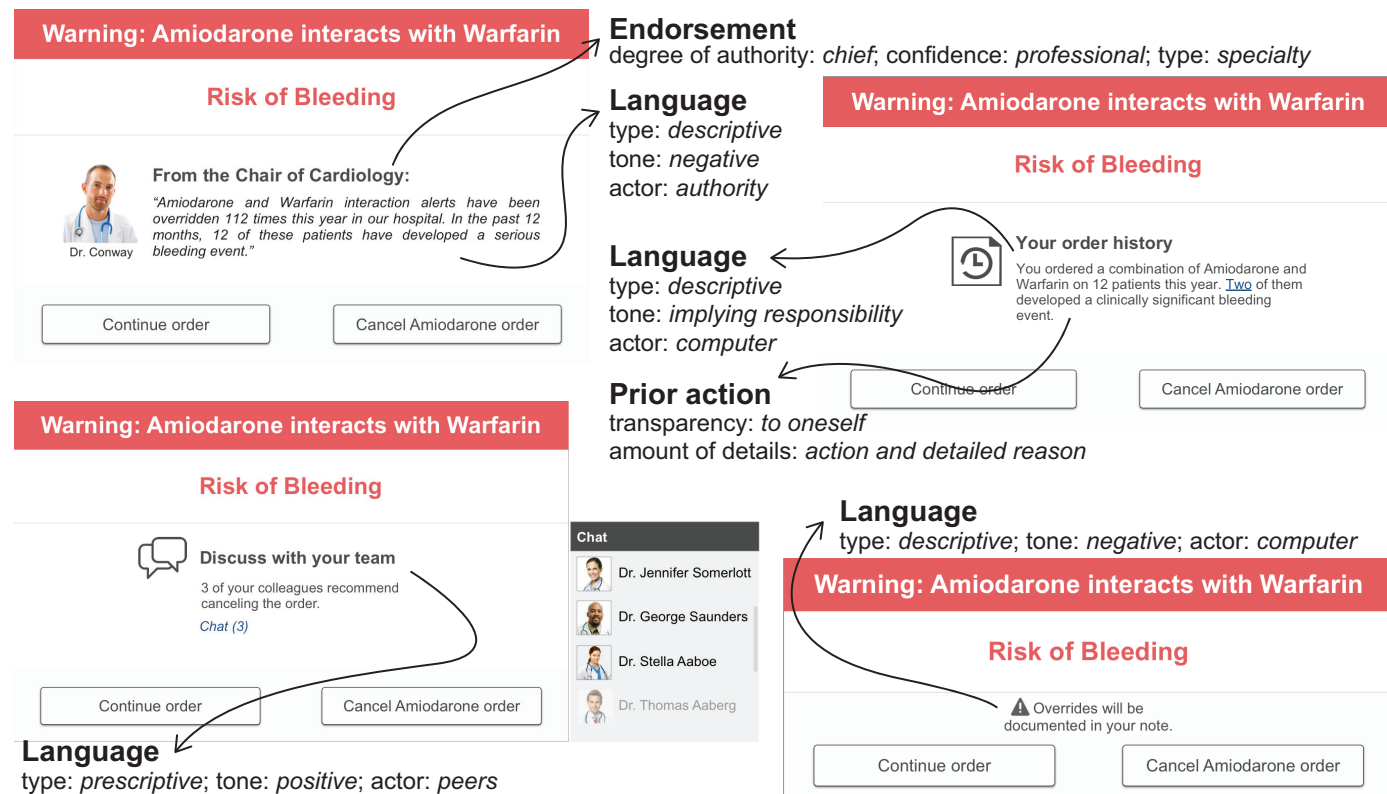 Warning: Amiodarone interacts with Warfarin
Risk of Bleeding
From the Chair of Cardiology:
“Amiodarone and Warfarin interaction alerts have been
overridden 112 times this year in our hospital. In the past 12
months, 12 of these patients have developed a serious
bleeding event.”
Dr. Conway
Continue order
Cancel Amiodarone order
Endorsement
degree of authority: chief; confidence: professional; type: specialty
Language
type: descriptive
tone: negative
actor: authority
Warning: Amiodarone interacts with Warfarin
Risk of Bleeding
Your order history
You ordered a combination of Amiodarone and
Warfarin on 12 patients this year. Two of them
developed a clinically significant bleeding
event.
Continue order
Cancel Amiodarone order
Language
type: descriptive
tone: implying responsibility
actor: computer
Prior action
transparency: to oneself
amount of details: action and detailed reason
Warning: Amiodarone interacts with Warfarin
Risk of Bleeding
Discuss with your team
3 of your colleagues recommend
canceling the order.
Chat (3)
Continue order
Cancel Amiodarone order
Chat
Dr. Jennifer Somerlott
Dr. George Saunders
Dr. Stella Aaboe
Dr. Thomas Aaberg
Language
type: prescriptive; tone: positive; actor: peers
Language
type: descriptive; tone: negative; actor: computer
Warning: Amiodarone interacts with Warfarin
Risk of Bleeding
Overrides will be
documented in your note.
Continue order
Cancel Amiodarone order